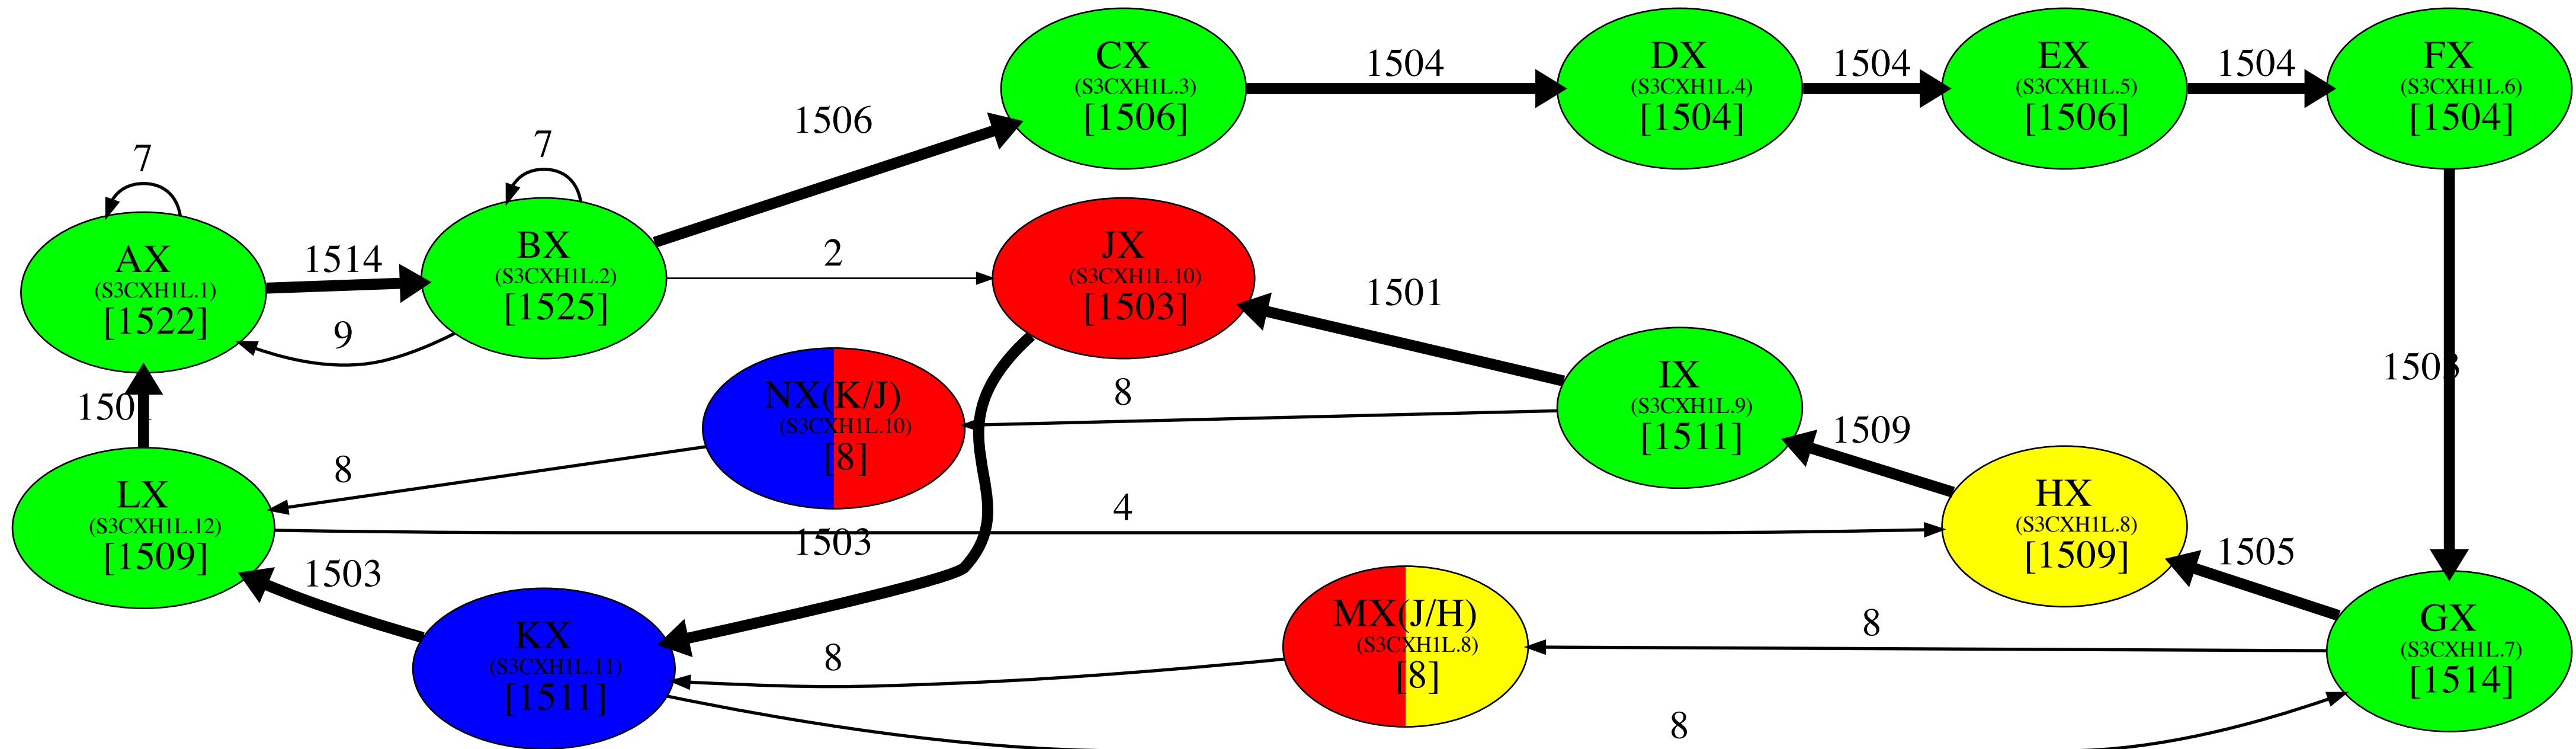 CX
(S3CXH1L.3)
[1506]
1504
DX
(S3CXH1L.4)
[1504]
1504
EX
(S3CXH1L.5)
[1506]
1504
FX
(S3CXH1L.6)
[1504]
1506
7
7
AX
(S3CXH1L.1)
[1522]
1514
BX
(S3CXH1L.2)
[1525]
9
2
JX
(S3CXH1L.10)
[1503]
1501
IX
(S3CXH1L.9)
[1511]
NX(K/J)
(S3CXH1L.10)
[8]
8
1509
8
LX
(S3CXH1L.12)
[1509]
4
HX
(S3CXH1L.8)
[1509]
1505
1503
1503
KX
(S3CXH1L.11)
[1511]
8
MX(J/H)
(S3CXH1L.8)
[8]
8
GX
(S3CXH1L.7)
[1514]
8